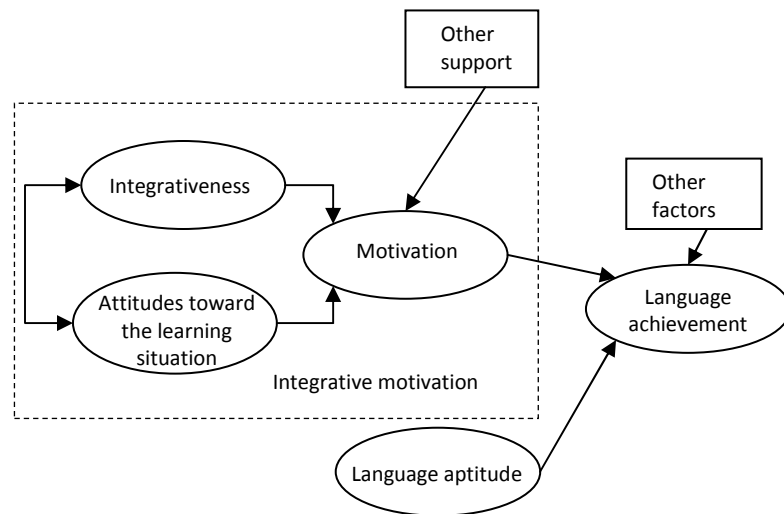 Other
support
Integrativeness
Other
factors
Motivation
Attitudes toward
the learning
situation
Language
achievement
Integrative motivation
Language aptitude